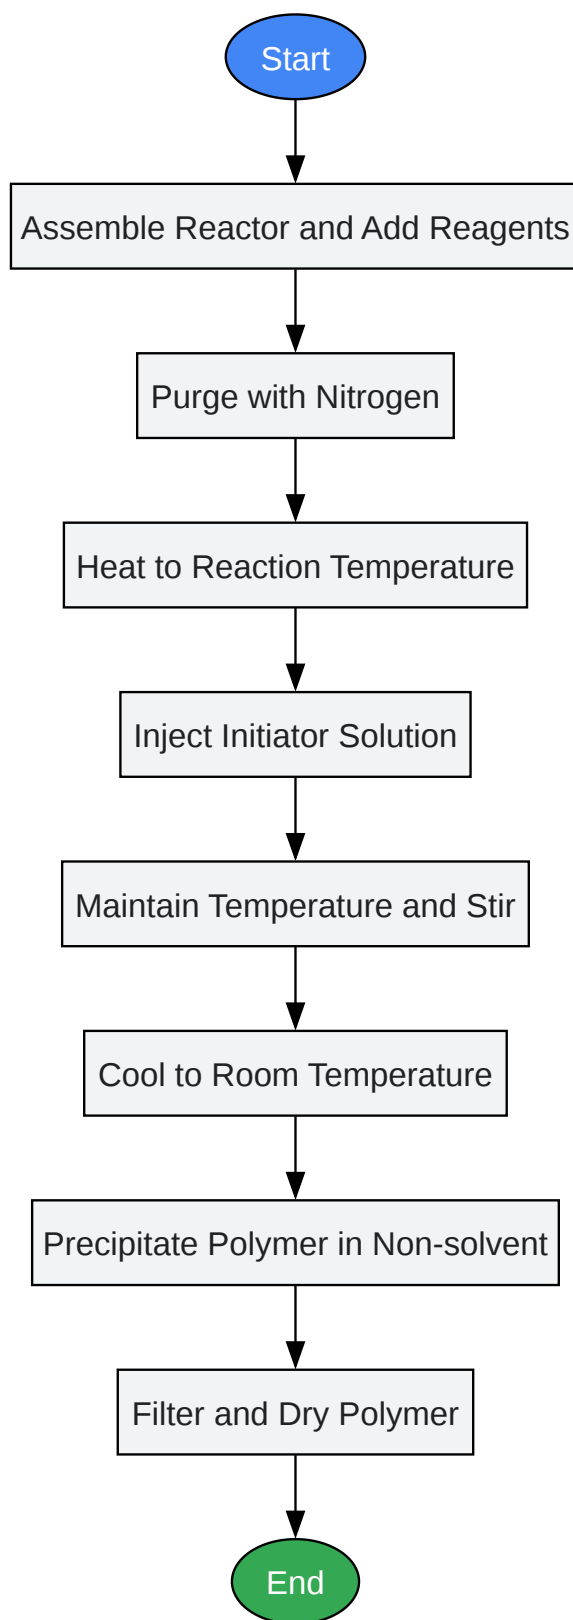 Start
Assemble Reactor and Add Reagents
Purge with Nitrogen
Heat to Reaction Temperature
Inject Initiator Solution
Maintain Temperature and Stir
Cool to Room Temperature
Precipitate Polymer in Non-solvent
Filter and Dry Polymer
End